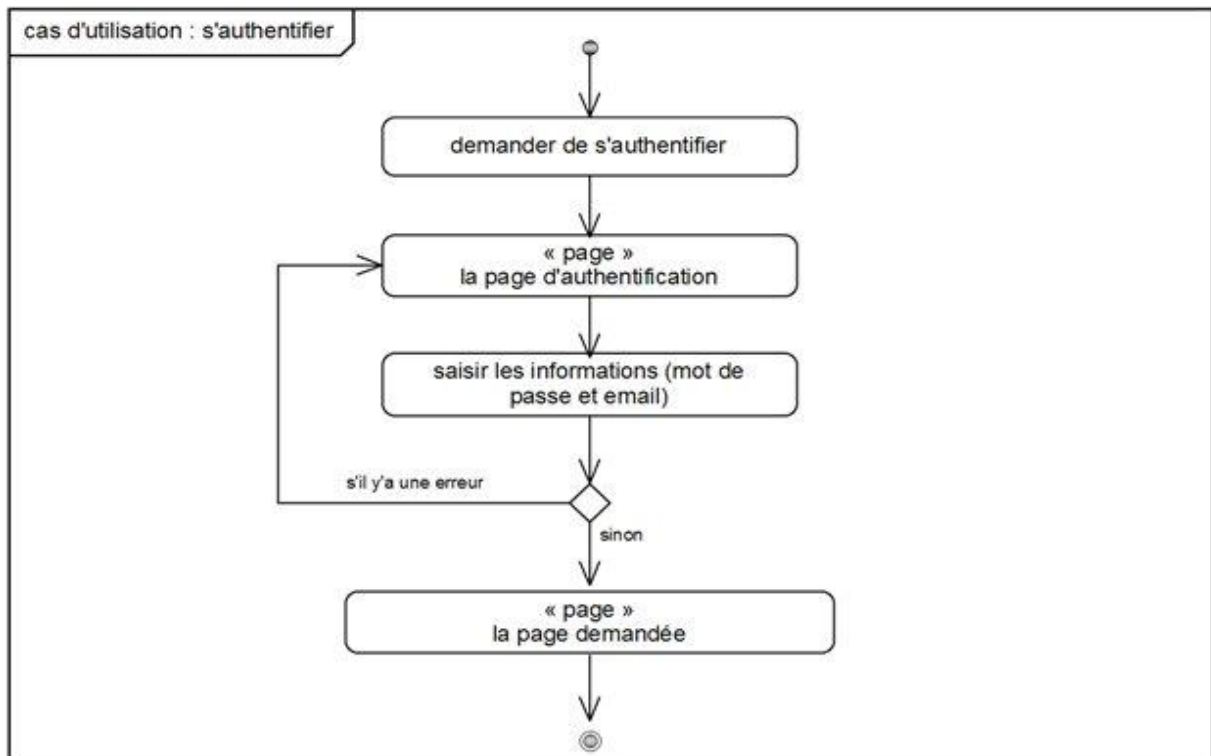 cas d'utilisation : s'authentifier
demander de s'authentifier
« page »
la page d'authentification
saisir les informations (mot de
passe et email)
s'il y'a une erreur
sinon
« page »
la page demandée